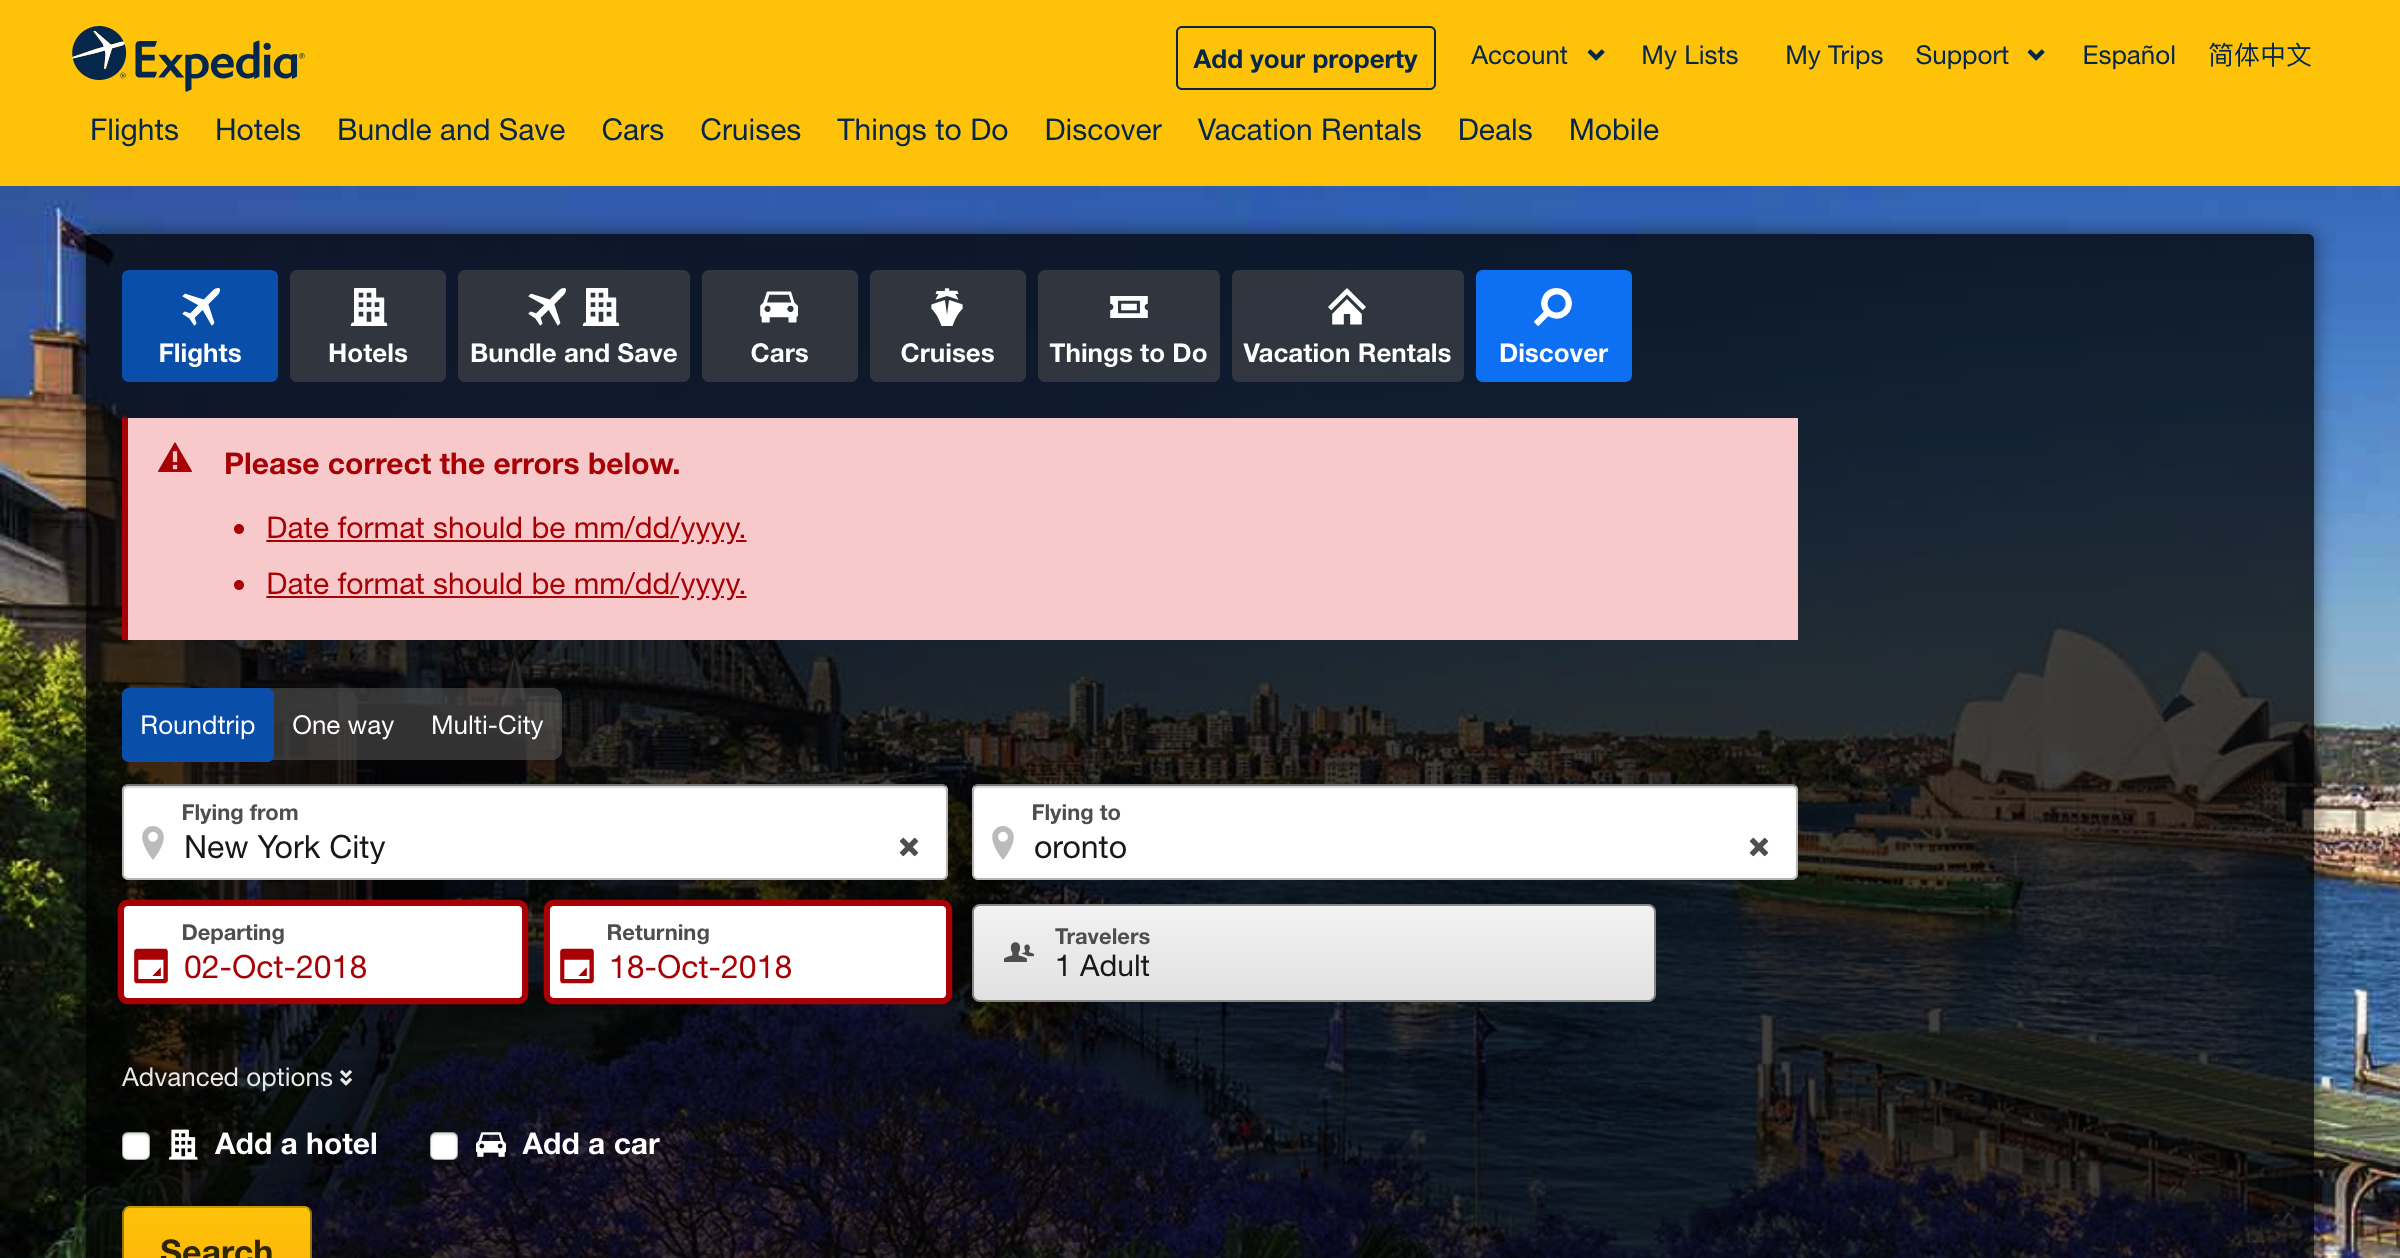 Expedia
Add your property
Account
My Lists
My Trips
Support
Español
简体中文
Flights
Hotels
Bundle and Save
Cars
Cruises
Things to Do
Discover
Vacation Rentals
Deals
Mobile
Flights
Hotels
Bundle and Save
Cars
Cruises
Things to Do
Vacation Rentals
Discover
Please correct the errors below.
Date format should be mm/dd/yyyy.
Date format should be mm/dd/yyyy.
Roundtrip
One way
Multi-City
Flying from
New York City
Flying to
oronto
Departing
02-Oct-2018
Returning
18-Oct-2018
Travelers
1 Adult
Advanced options
Add a hotel
Add a car
Search